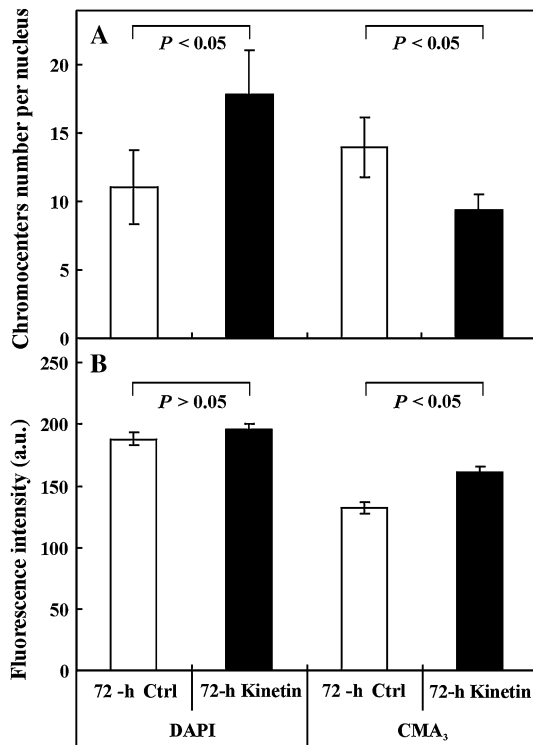 A
P < 0.05
P < 0.05
Chromocenters number per nucleus
20
15
10
5
0
B
P > 0.05
P < 0.05
Fluorescence intensity (a.u.)
250
200
150
100
50
0
72 -h Ctrl
72-h Kinetin
72 -h Ctrl
72-h Kinetin
DAPI
CMA₃